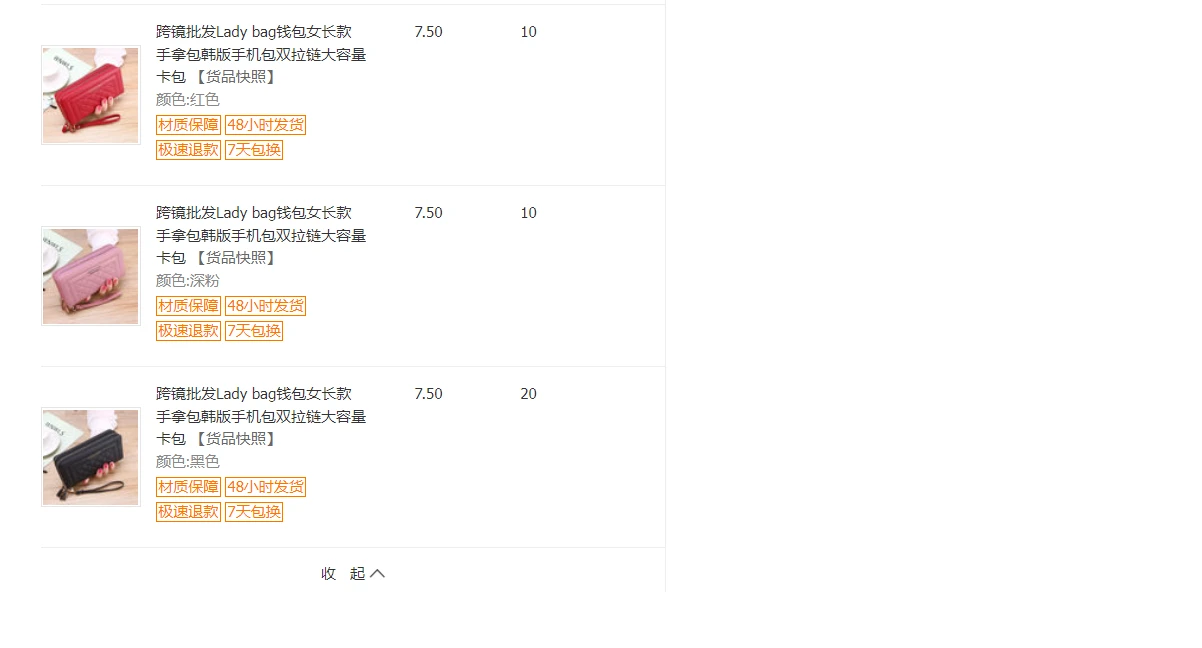 跨镜批发Lady bag钱包女长款 7.50 10
手拿包韩版手机包双拉链大容量
卡包 【货品快照】
颜色:红色
材质保障 48小时发货
极速退款 7天包换
跨镜批发Lady bag钱包女长款 7.50 10
手拿包韩版手机包双拉链大容量
卡包 【货品快照】
颜色:深粉
材质保障 48小时发货
极速退款 7天包换
跨镜批发Lady bag钱包女长款 7.50 20
手拿包韩版手机包双拉链大容量
卡包 【货品快照】
颜色:黑色
材质保障 48小时发货
极速退款 7天包换
收 起